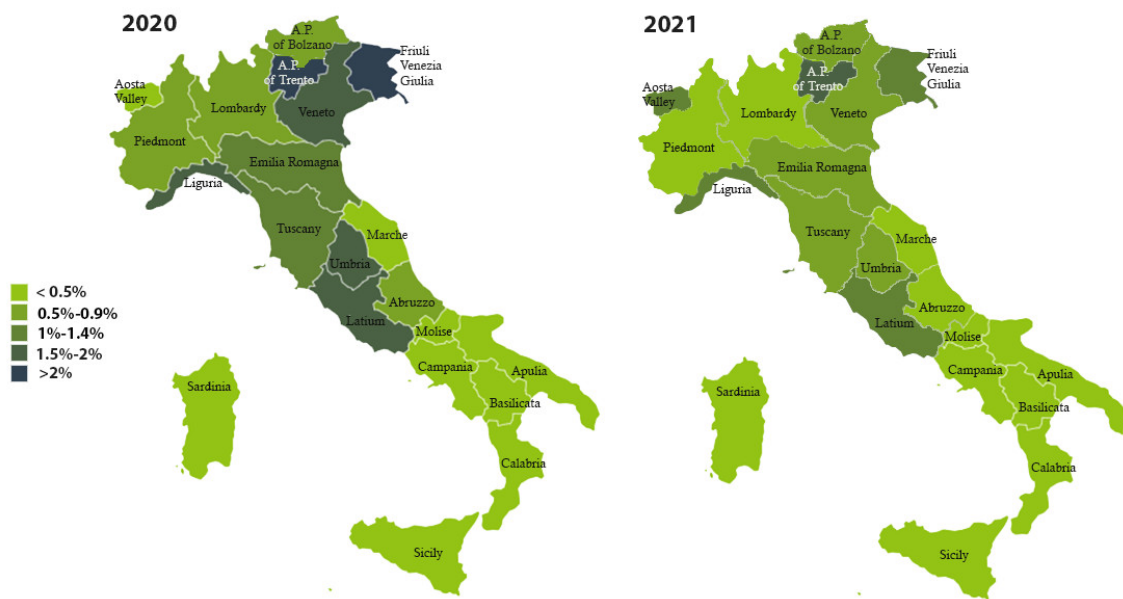 2020
A.P.
of Bolzano
Friuli
Venezia
Giulia
A.P.
of Trento
Aosta
Valley
Lombardy
Veneto
Piedmont
Emilia Romagna
Liguria
Tuscany
Marche
Umbria
Abruzzo
Latium
Molise
Campania
Apulia
Basilicata
Sardinia
Calabria
Sicily
< 0.5%
0.5%-0.9%
1%-1.4%
1.5%-2%
>2%
2021
A.P.
of Bolzano
Friuli
Venezia
Giulia
A.P.
of Trento
Aosta
Valley
Lombardy
Veneto
Piedmont
Emilia Romagna
Liguria
Tuscany
Marche
Umbria
Abruzzo
Latium
Molise
Campania
Apulia
Basilicata
Sardinia
Calabria
Sicily